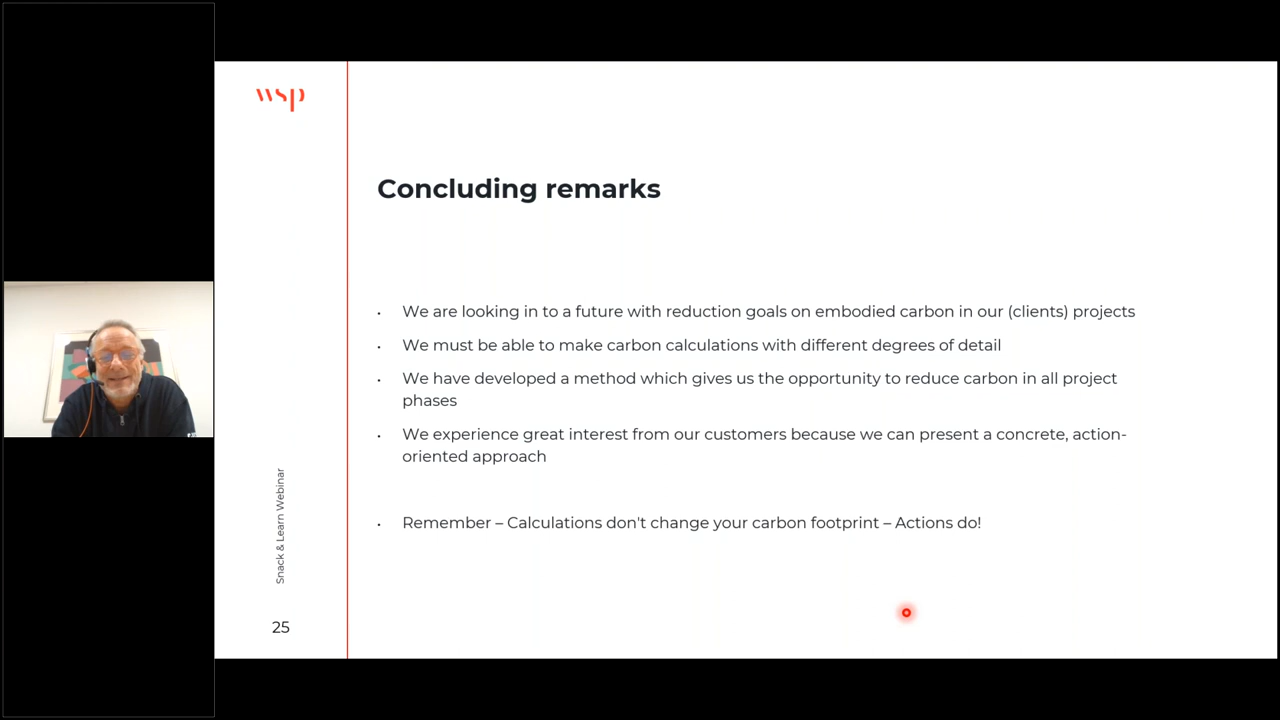 wsp
Concluding remarks
• We are looking in to a future with reduction goals on embodied carbon in our (clients) projects
• We must be able to make carbon calculations with different degrees of detail
• We have developed a method which gives us the opportunity to reduce carbon in all project
phases
• We experience great interest from our customers because we can present a concrete, action-
oriented approach
• Remember – Calculations don't change your carbon footprint – Actions do!
Snack & Learn Webinar
25